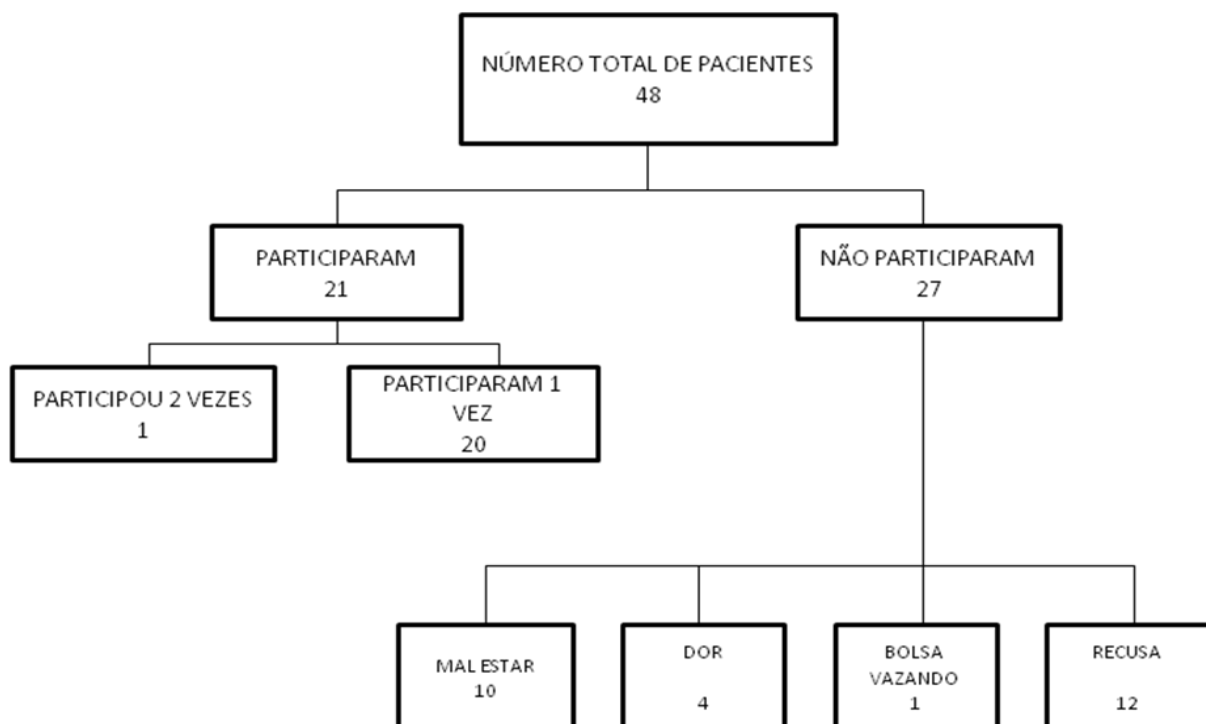 NÚMERO TOTAL DE PACIENTES
48
PARTICIPARAM
21
NÃO PARTICIPARAM
27
PARTICIPOU 2 VEZES
1
PARTICIPARAM 1
VEZ
20
MAL ESTAR
10
DOR
4
BOLSA
VAZANDO
1
RECUSA
12